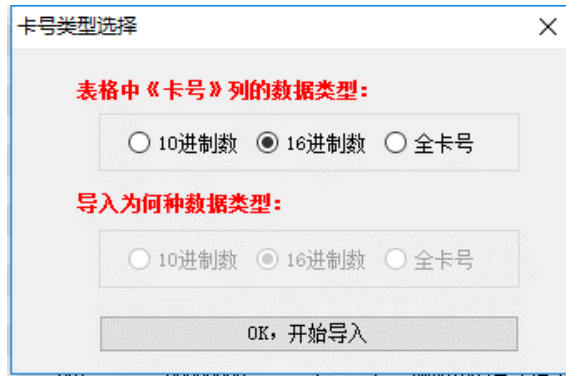 卡号类型选择
表格中《卡号》列的数据类型：
10进制数 16进制数 全卡号
导入为何种数据类型：
10进制数 16进制数 全卡号
OK，开始导入